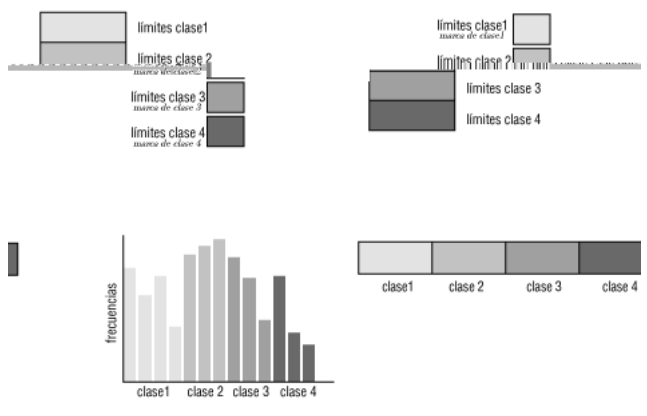 límites clase1
límites clase 2
límites clase 3
marca de clase 3
límites clase 4
marca de clase 4
límites clase1
marca de clase1
límites clase 2
límites clase 3
límites clase 4
frecuencias
clase1 clase 2 clase 3 clase 4
clase1 clase 2 clase 3 clase 4